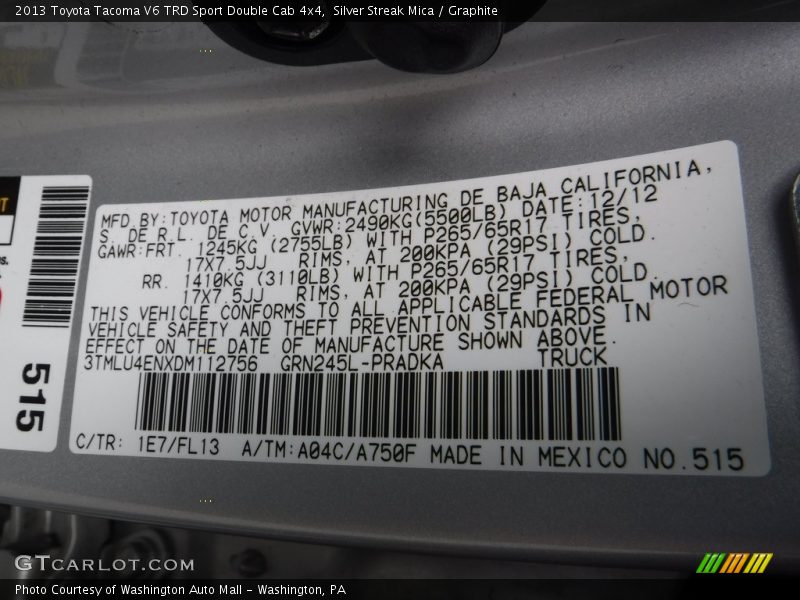 2013 Toyota Tacoma V6 TRD Sport Double Cab 4x4, Silver Streak Mica / Graphite
MFD. BY: TOYOTA MOTOR MANUFACTURING DE BAJA CALIFORNIA,
S. DE R.L. DE C.V. GVWR:2490KG(5500LB) DATE:12/12
GAWR:FRT. 1245KG (2755LB) WITH P265/65R17 TIRES,
17X7.5JJ RIMS, AT 200KPA (29PSI) COLD.
RR. 1410KG (3110LB) WITH P265/65R17 TIRES,
17X7.5JJ RIMS, AT 200KPA (29PSI) COLD.
THIS VEHICLE CONFORMS TO ALL APPLICABLE FEDERAL MOTOR
VEHICLE SAFETY AND THEFT PREVENTION STANDARDS IN
EFFECT ON THE DATE OF MANUFACTURE SHOWN ABOVE.
3TMLU4ENXDM112756 GRN245L-PRADKA TRUCK
C/TR: 1E7/FL13 A/TM:A04C/A750F MADE IN MEXICO NO.515
515
GTCARLOT.COM
Photo Courtesy of Washington Auto Mall - Washington, PA